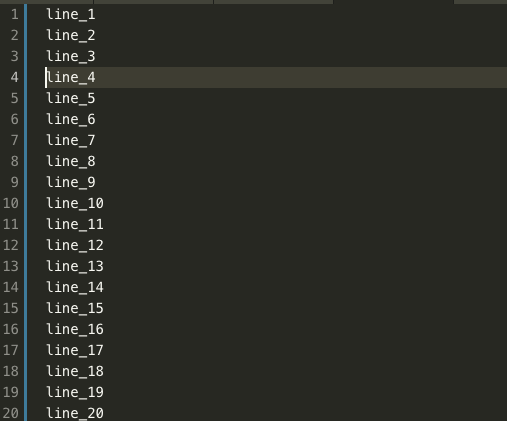 1 line_1
2 line_2
3 line_3
4 line_4
5 line_5
6 line_6
7 line_7
8 line_8
9 line_9
10 line_10
11 line_11
12 line_12
13 line_13
14 line_14
15 line_15
16 line_16
17 line_17
18 line_18
19 line_19
20 line_20